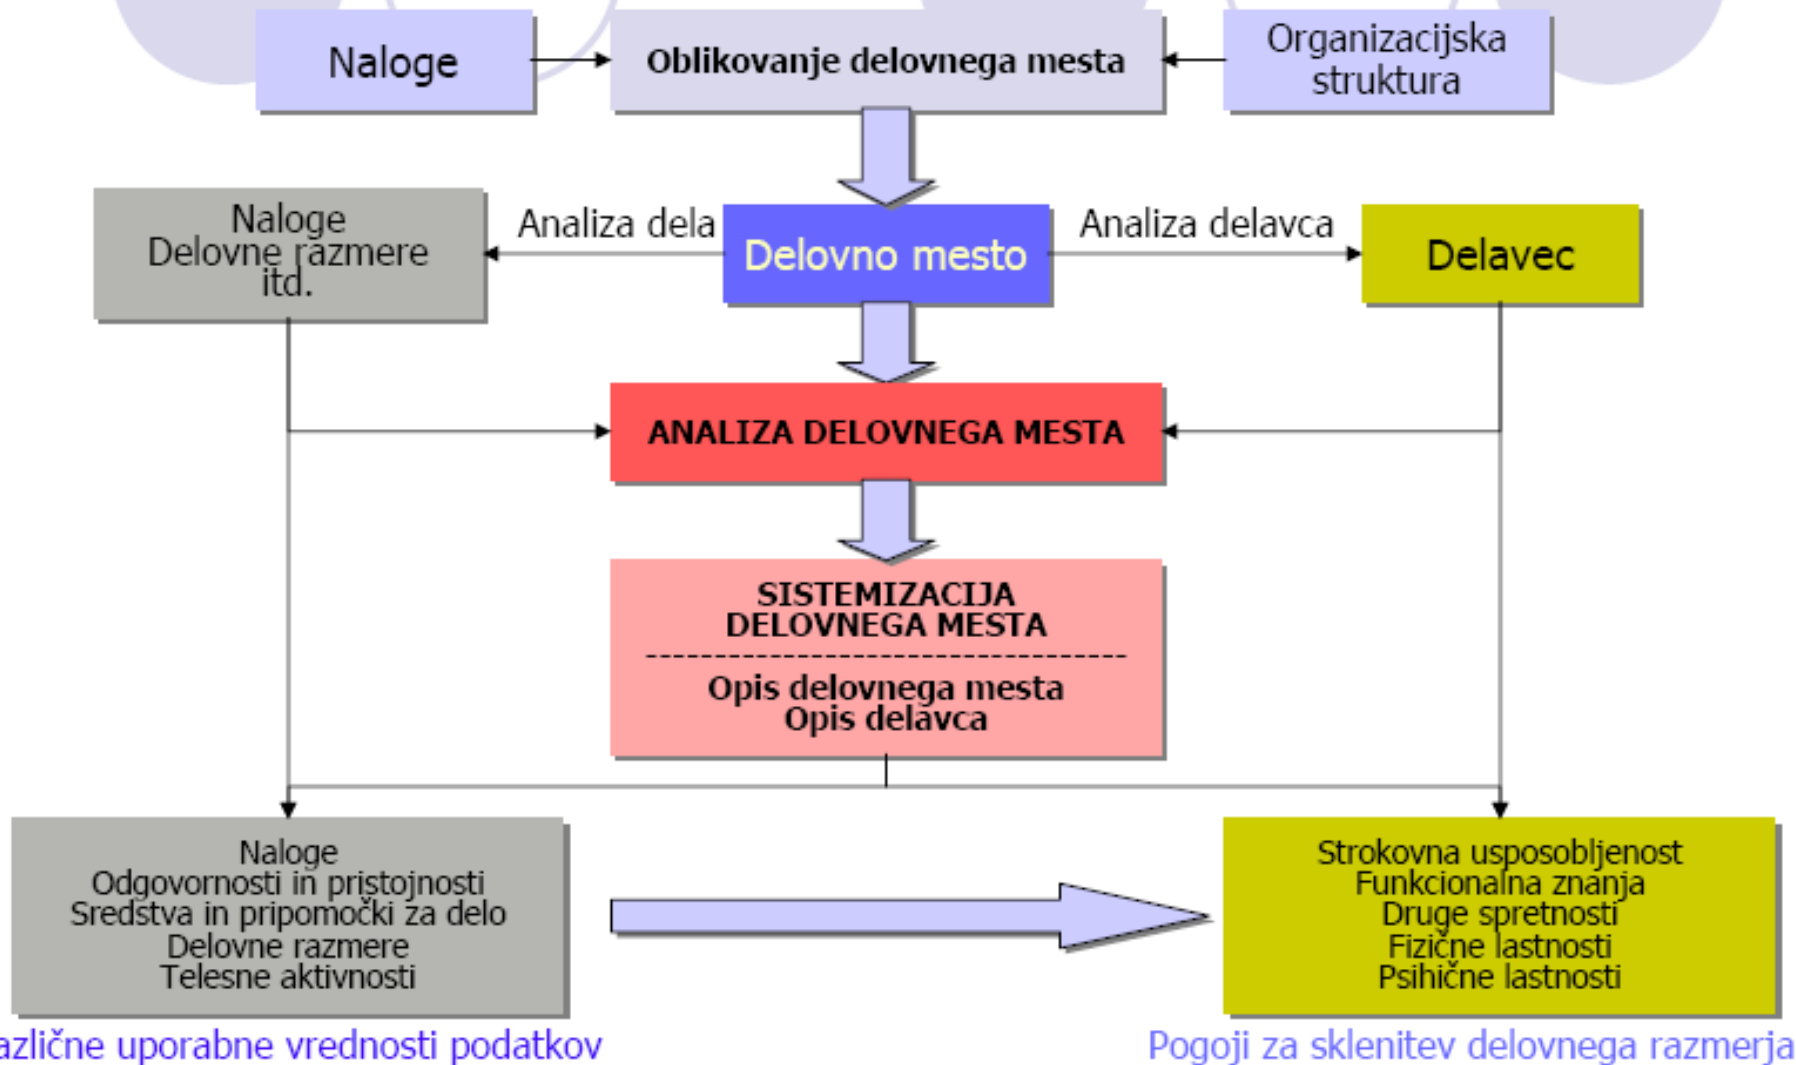 Naloge
Oblikovanje delovnega mesta
Organizacijska
struktura
Naloge
Delovne razmere
itd.
Analiza dela
Delovno mesto
Analiza delavca
Delavec
ANALIZA DELOVNEGA MESTA
SISTEMIZACIJA
DELOVNEGA MESTA
-----------------------------------
Opis delovnega mesta
Opis delavca
Naloge
Odgovornosti in pristojnosti
Sredstva in pripomočki za delo
Delovne razmere
Telesne aktivnosti
Strokovna usposobljenost
Funkcionalna znanja
Druge spretnosti
Fizične lastnosti
Psihične lastnosti
azlične uporabne vrednosti podatkov
Pogoji za sklenitev delovnega razmerja